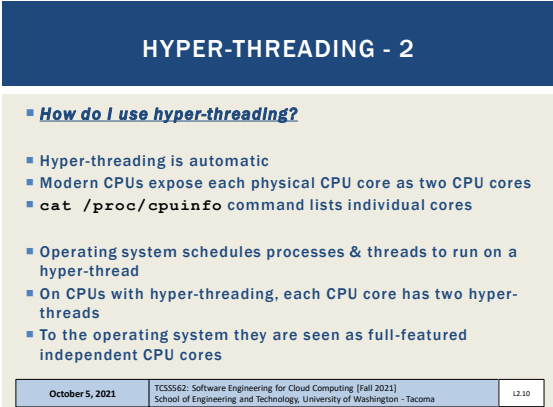 HYPER-THREADING - 2
How do I use hyper-threading?
Hyper-threading is automatic
Modern CPUs expose each physical CPU core as two CPU cores
cat /proc/cpuinfo command lists individual cores
Operating system schedules processes & threads to run on a
hyper-thread
On CPUs with hyper-threading, each CPU core has two hyper-
threads
To the operating system they are seen as full-featured
independent CPU cores
October 5, 2021
TCSS562: Software Engineering for Cloud Computing [Fall 2021]
School of Engineering and Technology, University of Washington - Tacoma
L2.10